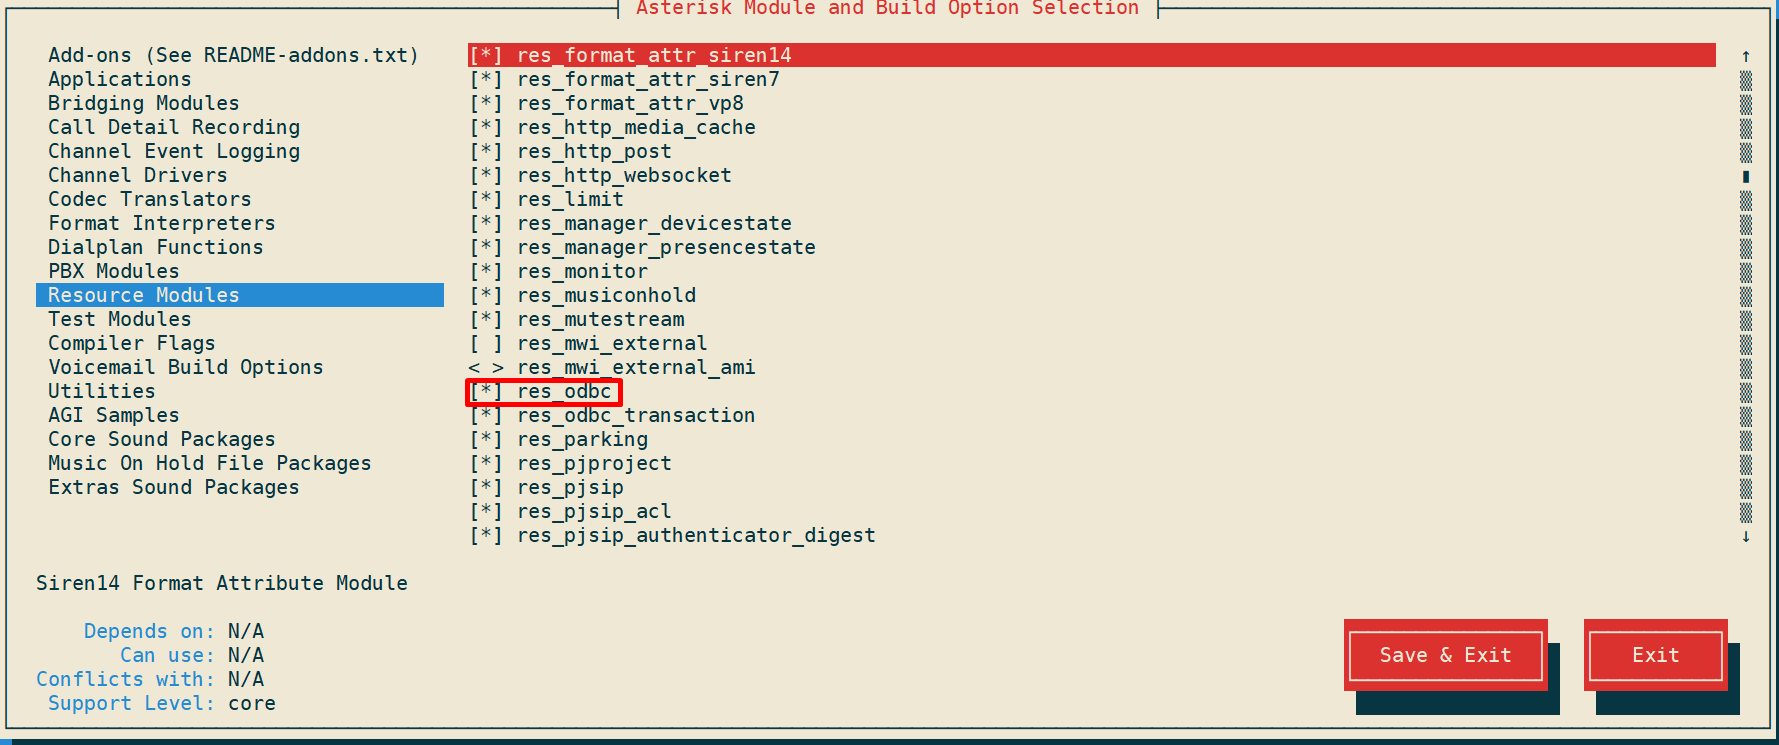 Asterisk Module and Build Option Selection
Add-ons (See README-addons.txt)
Applications
Bridging Modules
Call Detail Recording
Channel Event Logging
Channel Drivers
Codec Translators
Format Interpreters
Dialplan Functions
PBX Modules
Resource Modules
Test Modules
Compiler Flags
Voicemail Build Options
Utilities
AGI Samples
Core Sound Packages
Music On Hold File Packages
Extras Sound Packages
[*] res_format_attr_siren14
[*] res_format_attr_siren7
[*] res_format_attr_vp8
[*] res_http_media_cache
[*] res_http_post
[*] res_http_websocket
[*] res_limit
[*] res_manager_devicestate
[*] res_manager_presencestate
[*] res_monitor
[*] res_musiconhold
[*] res_mutestream
[ ] res_mwi_external
< > res_mwi_external_ami
[*] res_odbc
[*] res_odbc_transaction
[*] res_parking
[*] res_pjproject
[*] res_pjsip
[*] res_pjsip_acl
[*] res_pjsip_authenticator_digest
Siren14 Format Attribute Module
Depends on: N/A
Can use: N/A
Conflicts with: N/A
Support Level: core
Save & Exit
Exit